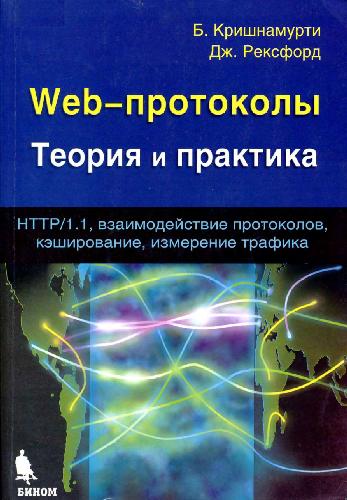 Б. Кришнамурти
Дж. Рексфорд
Web-протоколы
Теория и практика
HTTP/1.1, взаимодействие протоколов,
кэширование, измерение трафика
БИНОМ